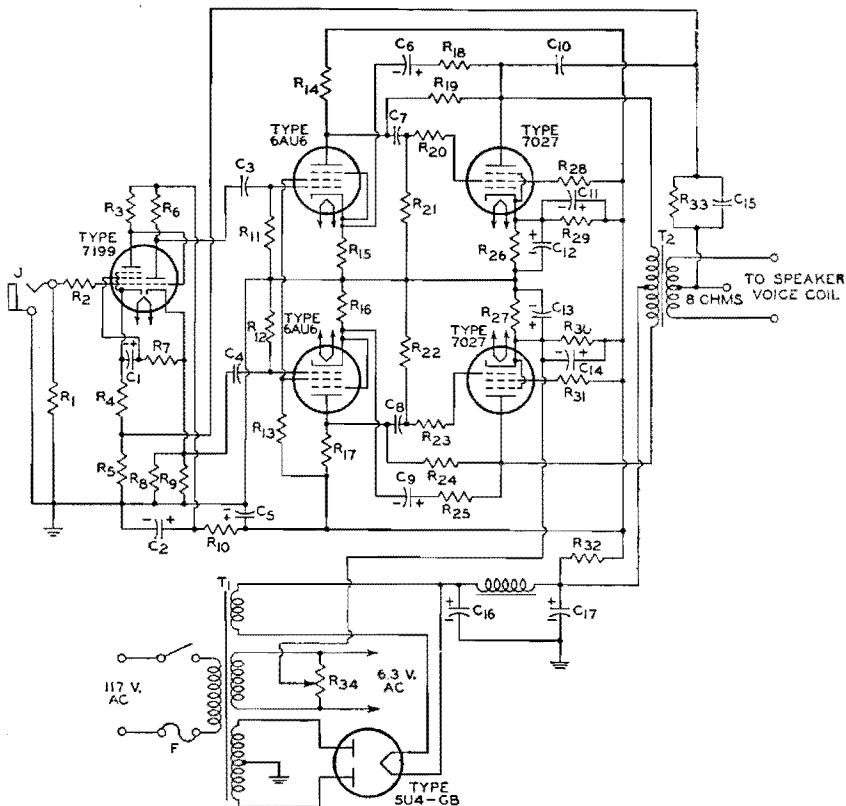 C6
R18
C10
R14
R19
TYPE
6AU6
C7
TYPE
7027
R20
R28
C3
C11
R3
R6
R33
C15
R11
R21
R29
TYPE
7199
C12
T2
R15
R26
J
R2
TO SPEAKER
VOICE COIL
8 OHMS
R16
C13
R27
R12
6AU6
TYPE
TYPE
7027
R30
C1
R7
C4
R22
C14
R1
R4
R31
C8
R13
R23
R17
R5
R8
R9
R24
C5
C9
R25
C2
R10
R32
T1
C16
C17
117 V.
AC
R34
6.3 V.
AC
F
TYPE
5U4-GB